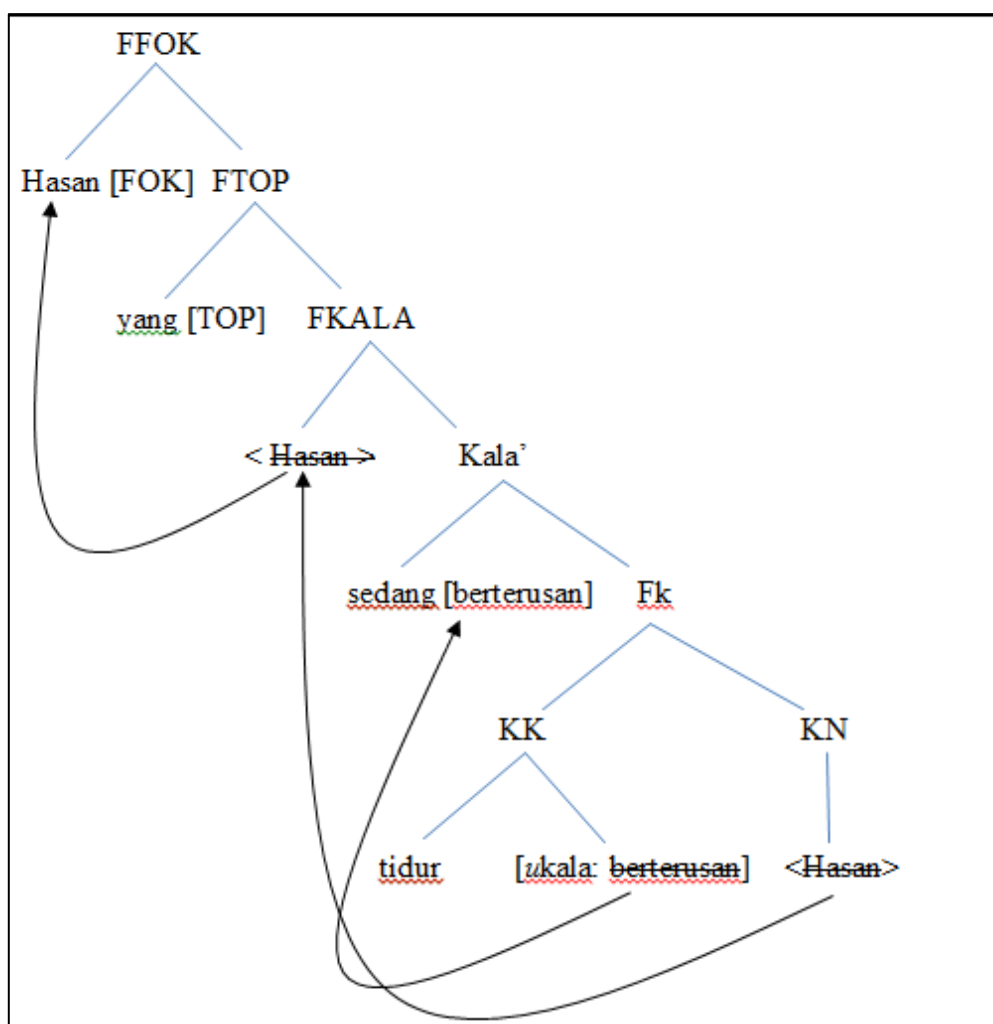 FFOK
Hasan [FOK] FTOP
yang [TOP] FKALA
< Hasan > Kala’
sedang [berterusan] Fk
KK KN
tidur [ukala: berterusan] <Hasan>